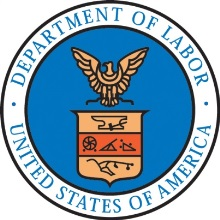 DEPARTMENT OF LABOR
UNITED STATES OF AMERICA